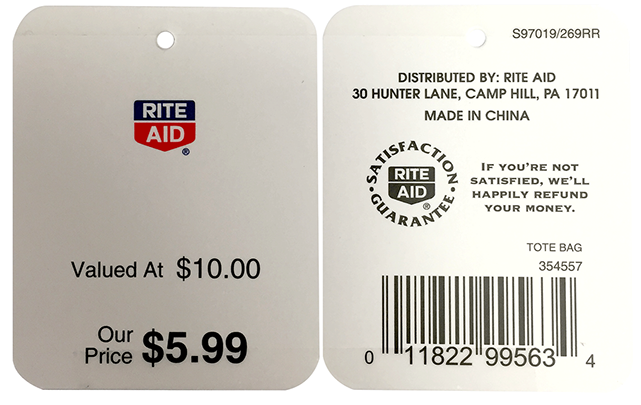 RITE
AID
®
Valued At $10.00
Our
Price $5.99
S97019/269RR
DISTRIBUTED BY: RITE AID
30 HUNTER LANE, CAMP HILL, PA 17011
MADE IN CHINA
SATISFACTION
RITE
AID
®
GUARANTEE
IF YOU'RE NOT
SATISFIED, WE'LL
HAPPILY REFUND
YOUR MONEY.
TOTE BAG
354557
0 11822 99563 4